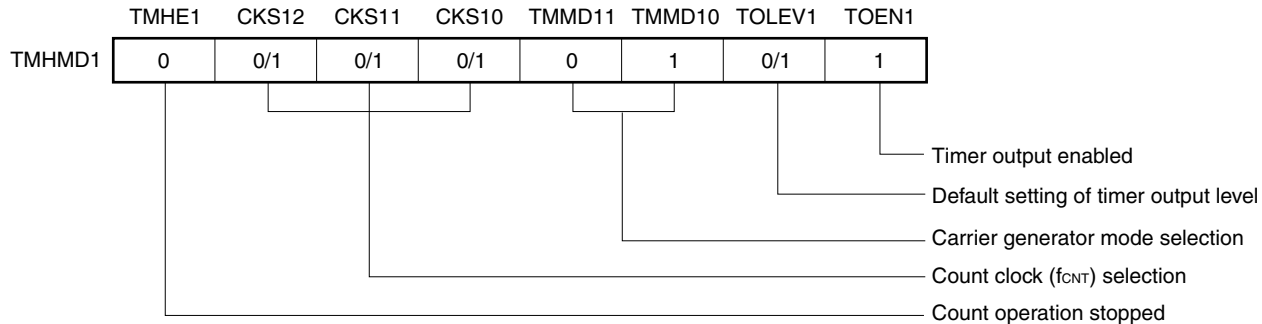 TMHE1 CKS12 CKS11 CKS10 TMMD11 TMMD10 TOLEV1 TOEN1
TMHMD1 0 0/1 0/1 0/1 0 1 0/1 1
Timer output enabled
Default setting of timer output level
Carrier generator mode selection
Count clock (fCNT) selection
Count operation stopped